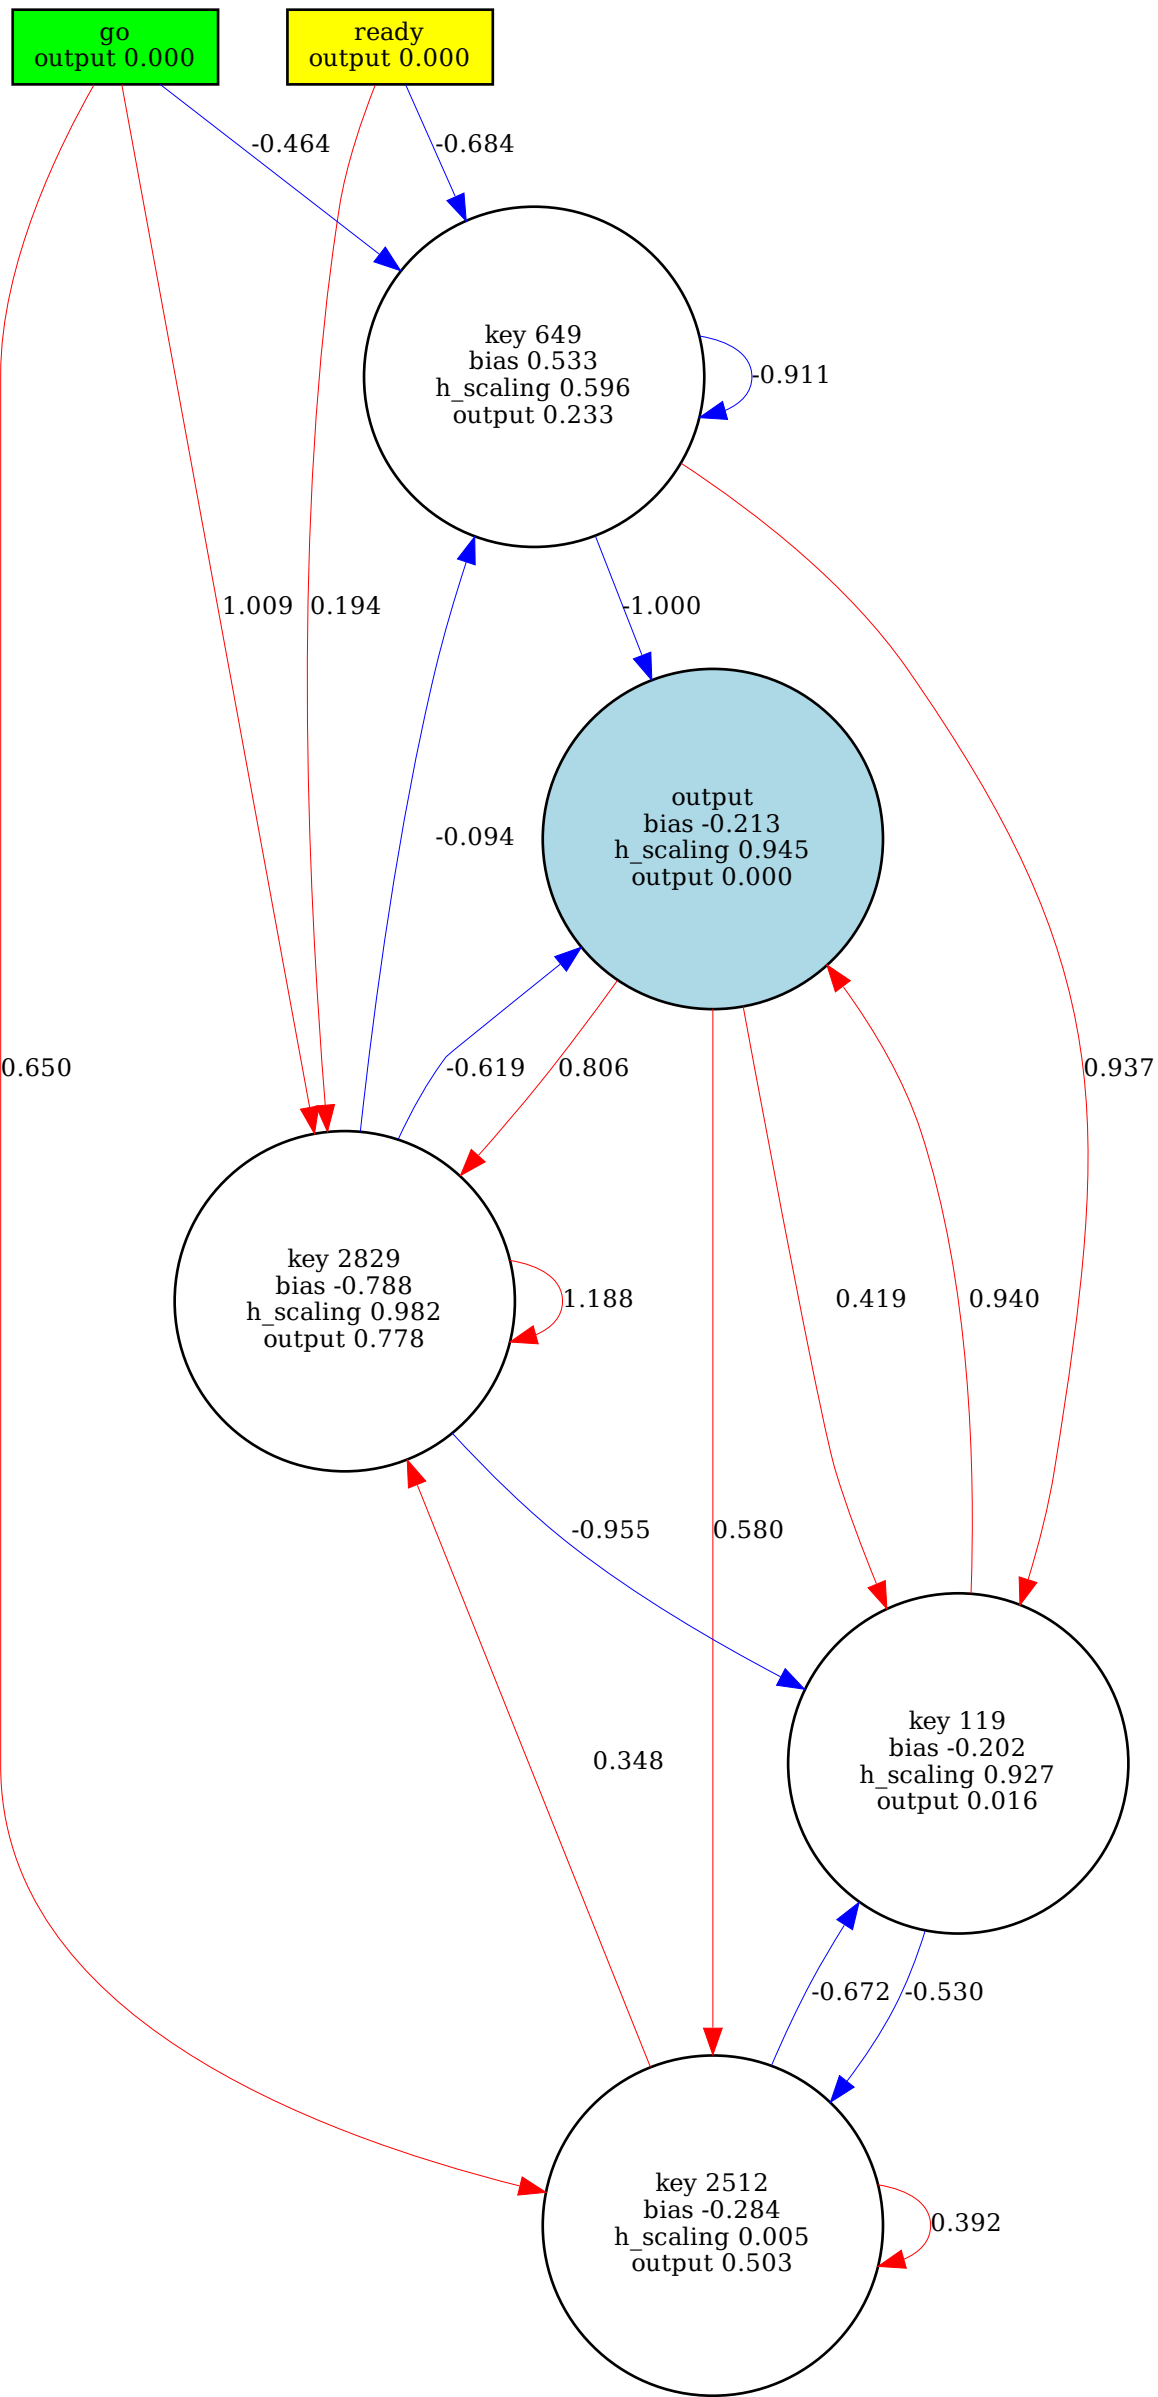 go
output 0.000
ready
output 0.000
-0.464
-0.684
key 649
bias 0.533
h_scaling 0.596
output 0.233
-0.911
1.009
0.194
-1.000
output
bias -0.213
h_scaling 0.945
output 0.000
-0.094
0.650
-0.619
0.806
0.937
key 2829
bias -0.788
h_scaling 0.982
output 0.778
1.188
0.419
0.940
-0.955
0.580
key 119
bias -0.202
h_scaling 0.927
output 0.016
0.348
-0.672
-0.530
key 2512
bias -0.284
h_scaling 0.005
output 0.503
0.392